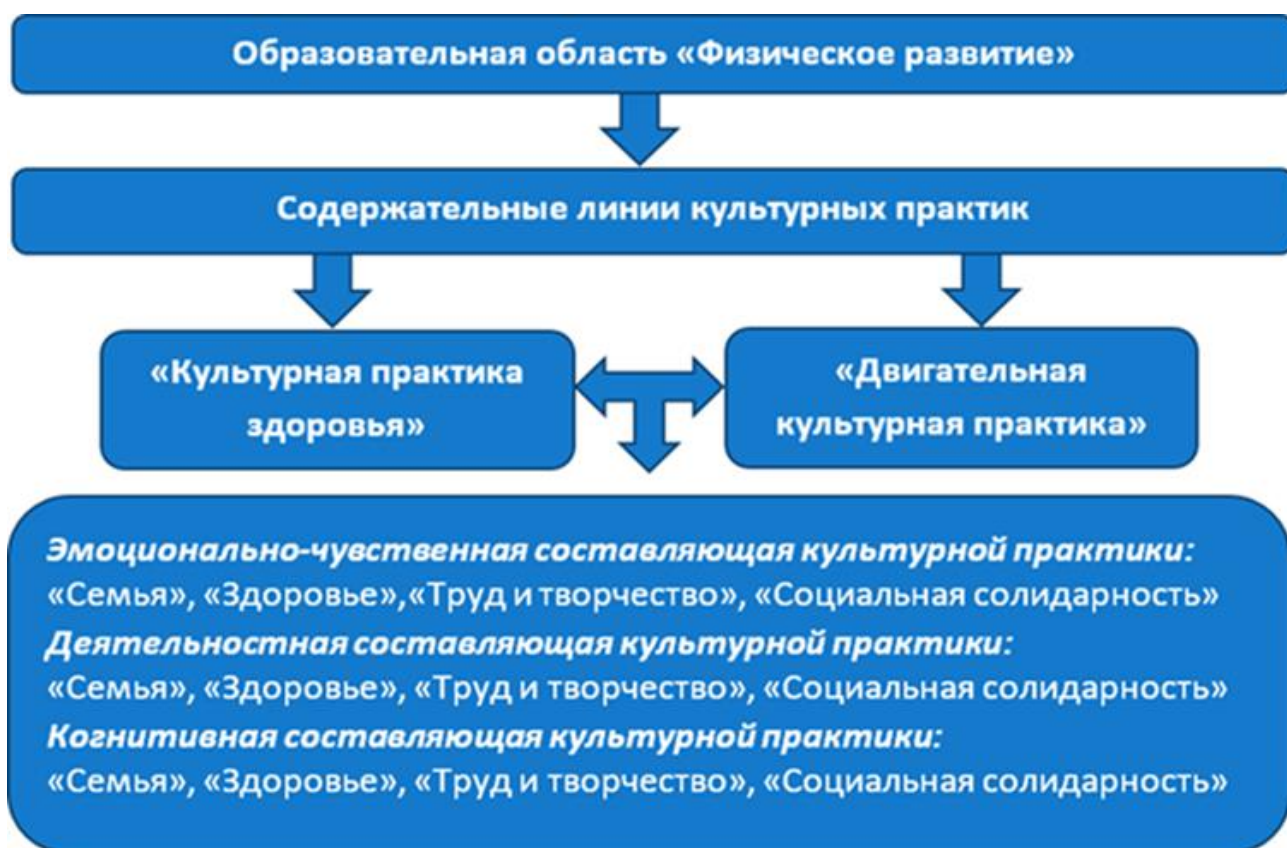 Образовательная область «Физическое развитие»
Содержательные линии культурных практик
«Культурная практика
здоровья»
«Двигательная
культурная практика»
Эмоционально-чувственная составляющая культурной практики:
«Семья», «Здоровье»,«Труд и творчество», «Социальная солидарность»
Деятельностная составляющая культурной практики:
«Семья», «Здоровье», «Труд и творчество», «Социальная солидарность»
Когнитивная составляющая культурной практики:
«Семья», «Здоровье», «Труд и творчество», «Социальная солидарность»